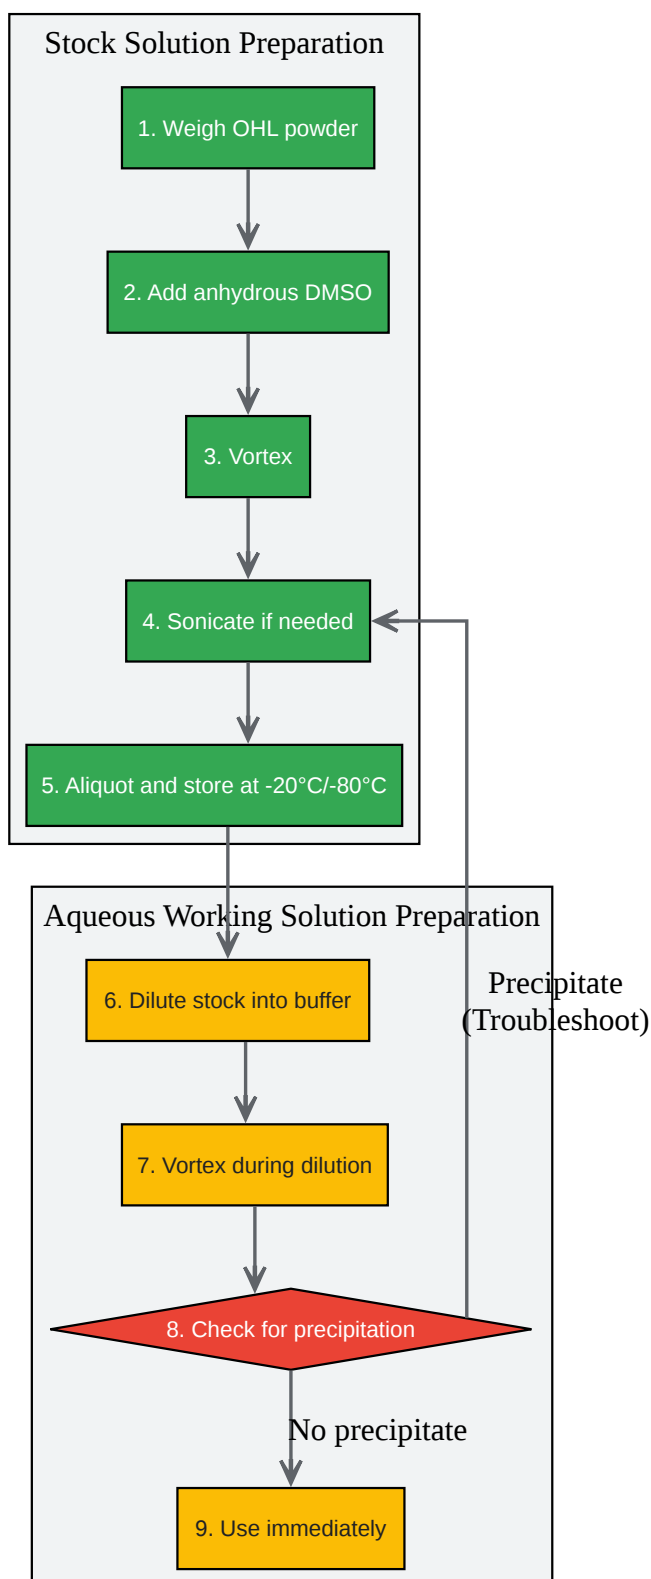 Stock Solution Preparation
1. Weigh OHL powder
2. Add anhydrous DMSO
3. Vortex
4. Sonicate if needed
5. Aliquot and store at -20°C/-80°C
Aqueous Working Solution Preparation
6. Dilute stock into buffer
Precipitate
(Troubleshoot)
7. Vortex during dilution
8. Check for precipitation
No precipitate
9. Use immediately